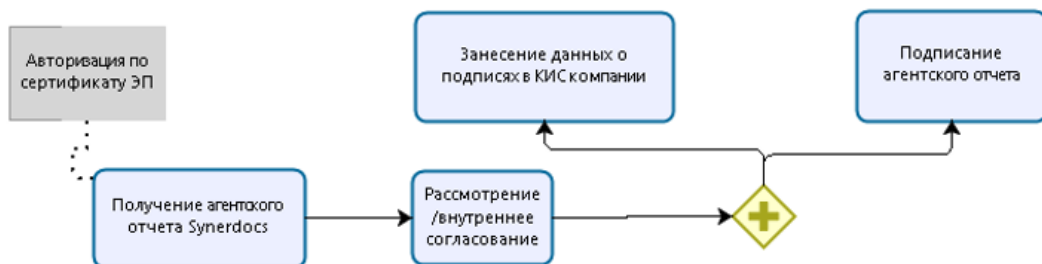 Авторизация по
сертификату ЭП
Занесение данных о
подписях в КИС компании
Подписание
агентского отчета
Получение агентского
отчета Synerdocs
Рассмотрение
/внутреннее
согласование